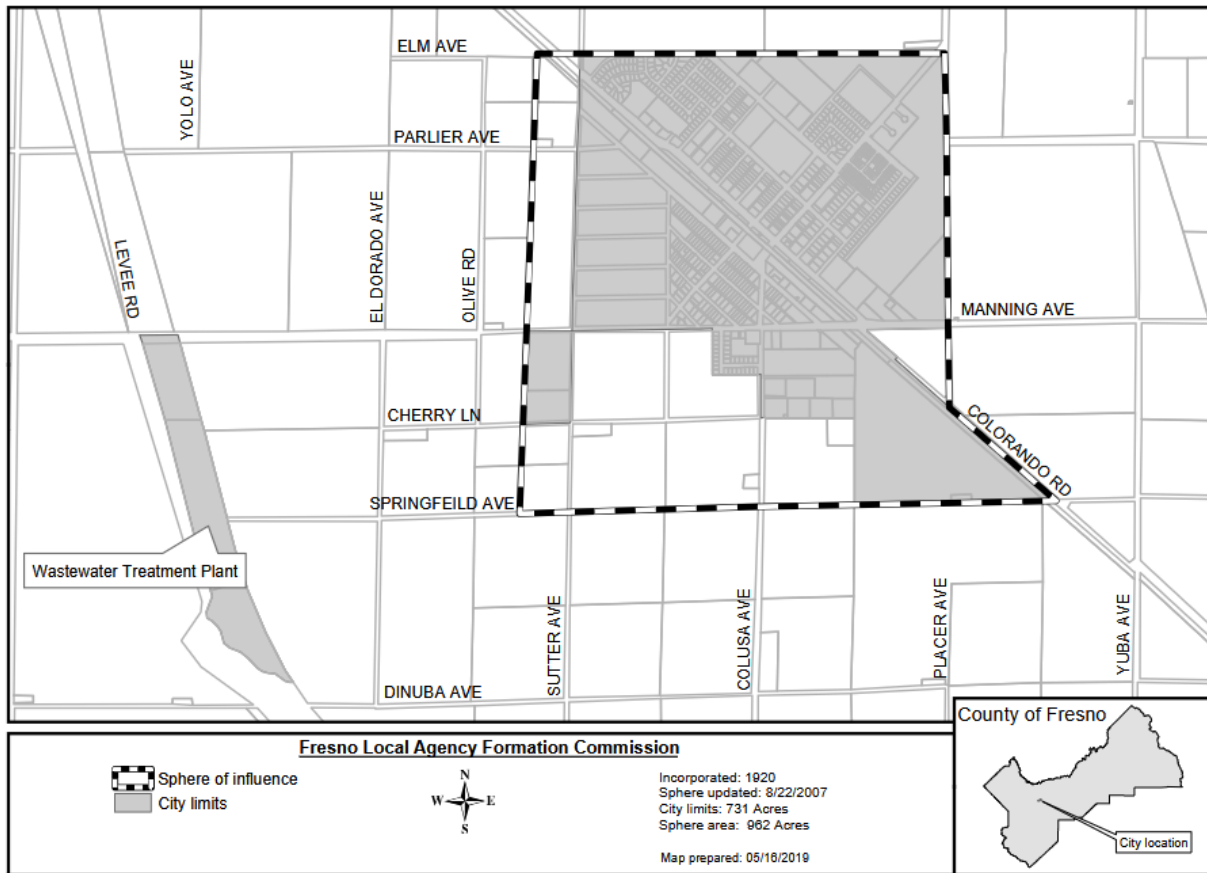 ELM AVE
YOLO AVE
PARLIER AVE
EL DORADO AVE
OLIVE RD
LEVEE RD
MANNING AVE
CHERRY LN
COLORANDO RD
SPRINGFEILD AVE
Wastewater Treatment Plant
SUTTER AVE
COLUSA AVE
PLACER AVE
YUBA AVE
DINUBA AVE
County of Fresno
City location
Fresno Local Agency Formation Commission
Sphere of influence
City limits
N
W E
S
Incorporated: 1920
Sphere updated: 8/22/2007
City limits: 731 Acres
Sphere area: 962 Acres
Map prepared: 05/16/2019